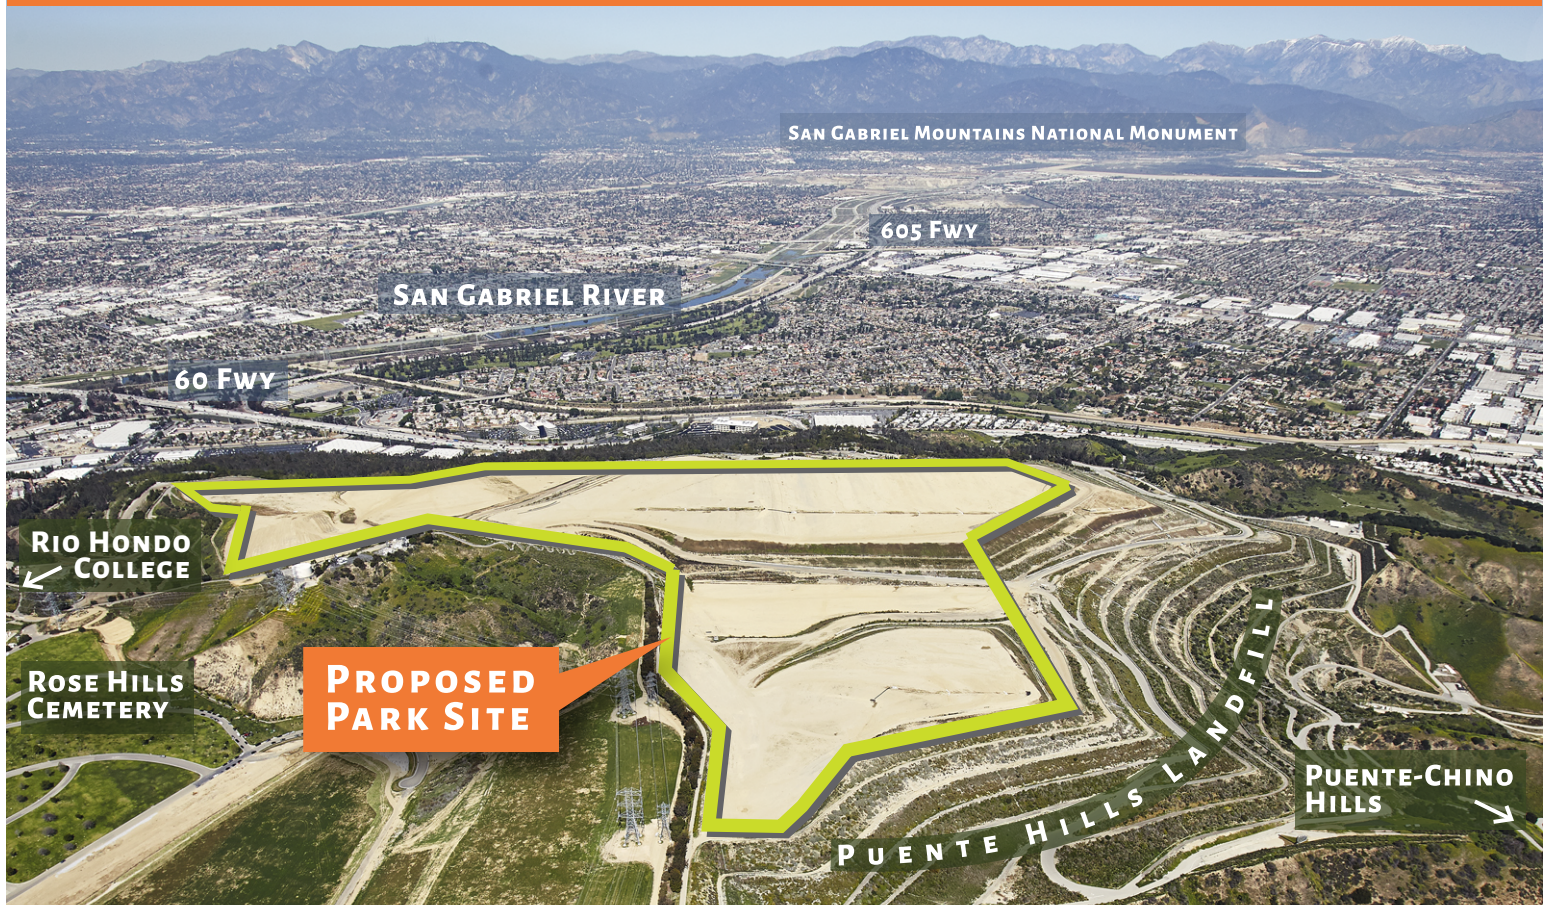 San Gabriel Mountains National Monument
605 Fwy
San Gabriel River
60 Fwy
Rio Hondo
College
Rose Hills
Cemetery
Proposed
Park Site
Puente Hills Landfill
Puente-Chino
Hills